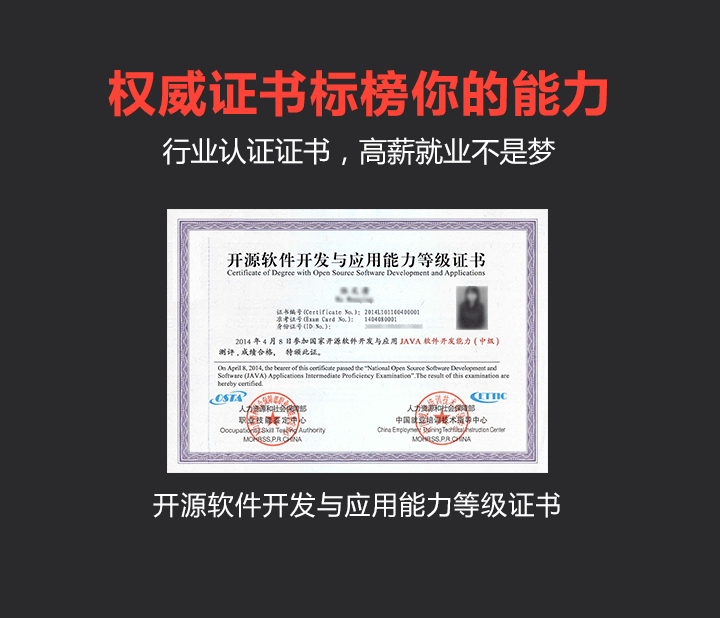 权威证书标榜你的能力
行业认证证书，高薪就业不是梦
开源软件开发与应用能力等级证书
Certificate of Degree with Open Source Software Development and Applications
证书编号(Certificate No.): 2014L101100400001
准考证号(Exam Card No.): 1404080001
身份证号(ID No.):
2014 年 4 月 8 日参加国家开源软件开发与应用 JAVA 软件开发能力 (中级)
测评，成绩合格， 特颁此证。
On April 8, 2014, the bearer of this certificate passed the "National Open Source Software Development and
Software (JAVA) Applications Intermediate Proficiency Examination".The result of this examination are
hereby certified.
OSTA
ETTIC
人力资源和社会保障部
人力资源和社会保障部
职业技能鉴定中心
中国就业培训技术指导中心
Occupational Skill Testing Authority
China Employment Training Technical Instruction Center
MOHRSS,P.R.CHINA
MOHRSS,P.R.CHINA
开源软件开发与应用能力等级证书